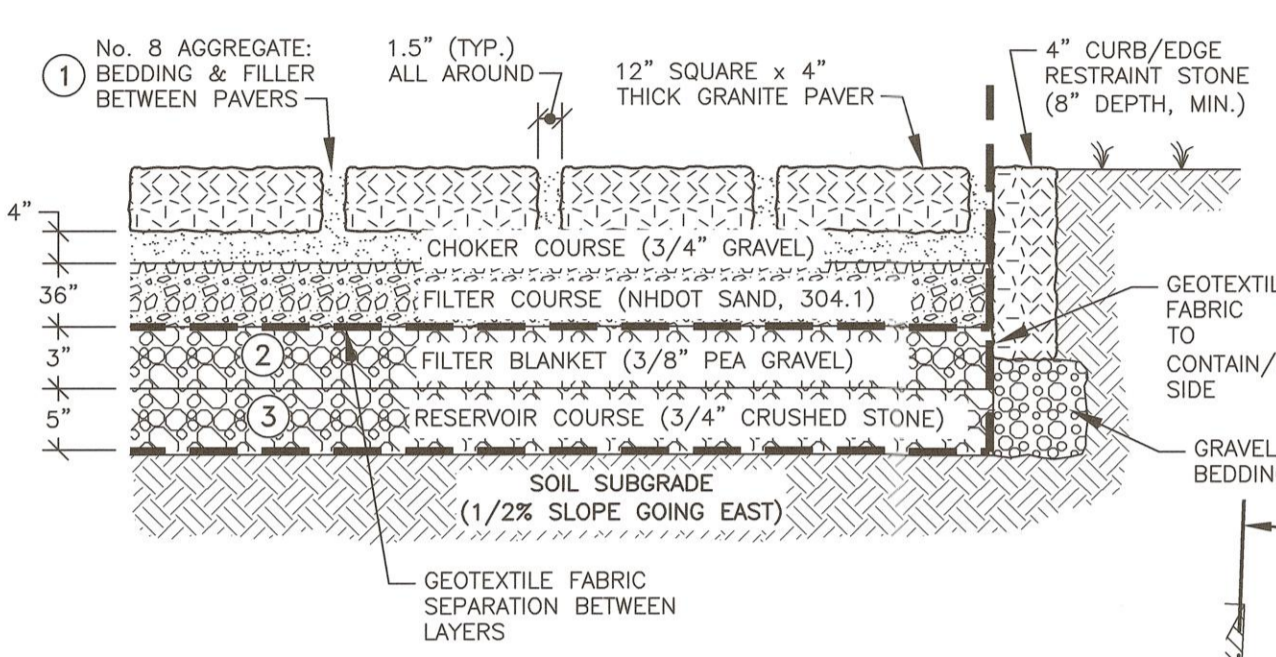 1
No. 8 AGGREGATE:
BEDDING & FILLER
BETWEEN PAVERS
1.5" (TYP.)
ALL AROUND
12" SQUARE x 4"
THICK GRANITE PAVER
4" CURB/EDGE
RESTRAINT STONE
(8" DEPTH, MIN.)
4"
CHOKER COURSE (3/4" GRAVEL)
36"
FILTER COURSE (NHDOT SAND, 304.1)
3"
2
FILTER BLANKET (3/8" PEA GRAVEL)
5"
3
RESERVOIR COURSE (3/4" CRUSHED STONE)
GEOTEXTIL
FABRIC
TO
CONTAIN/
SIDE
GRAVEL
BEDDIN
SOIL SUBGRADE
(1/2% SLOPE GOING EAST)
GEOTEXTILE FABRIC
SEPARATION BETWEEN
LAYERS